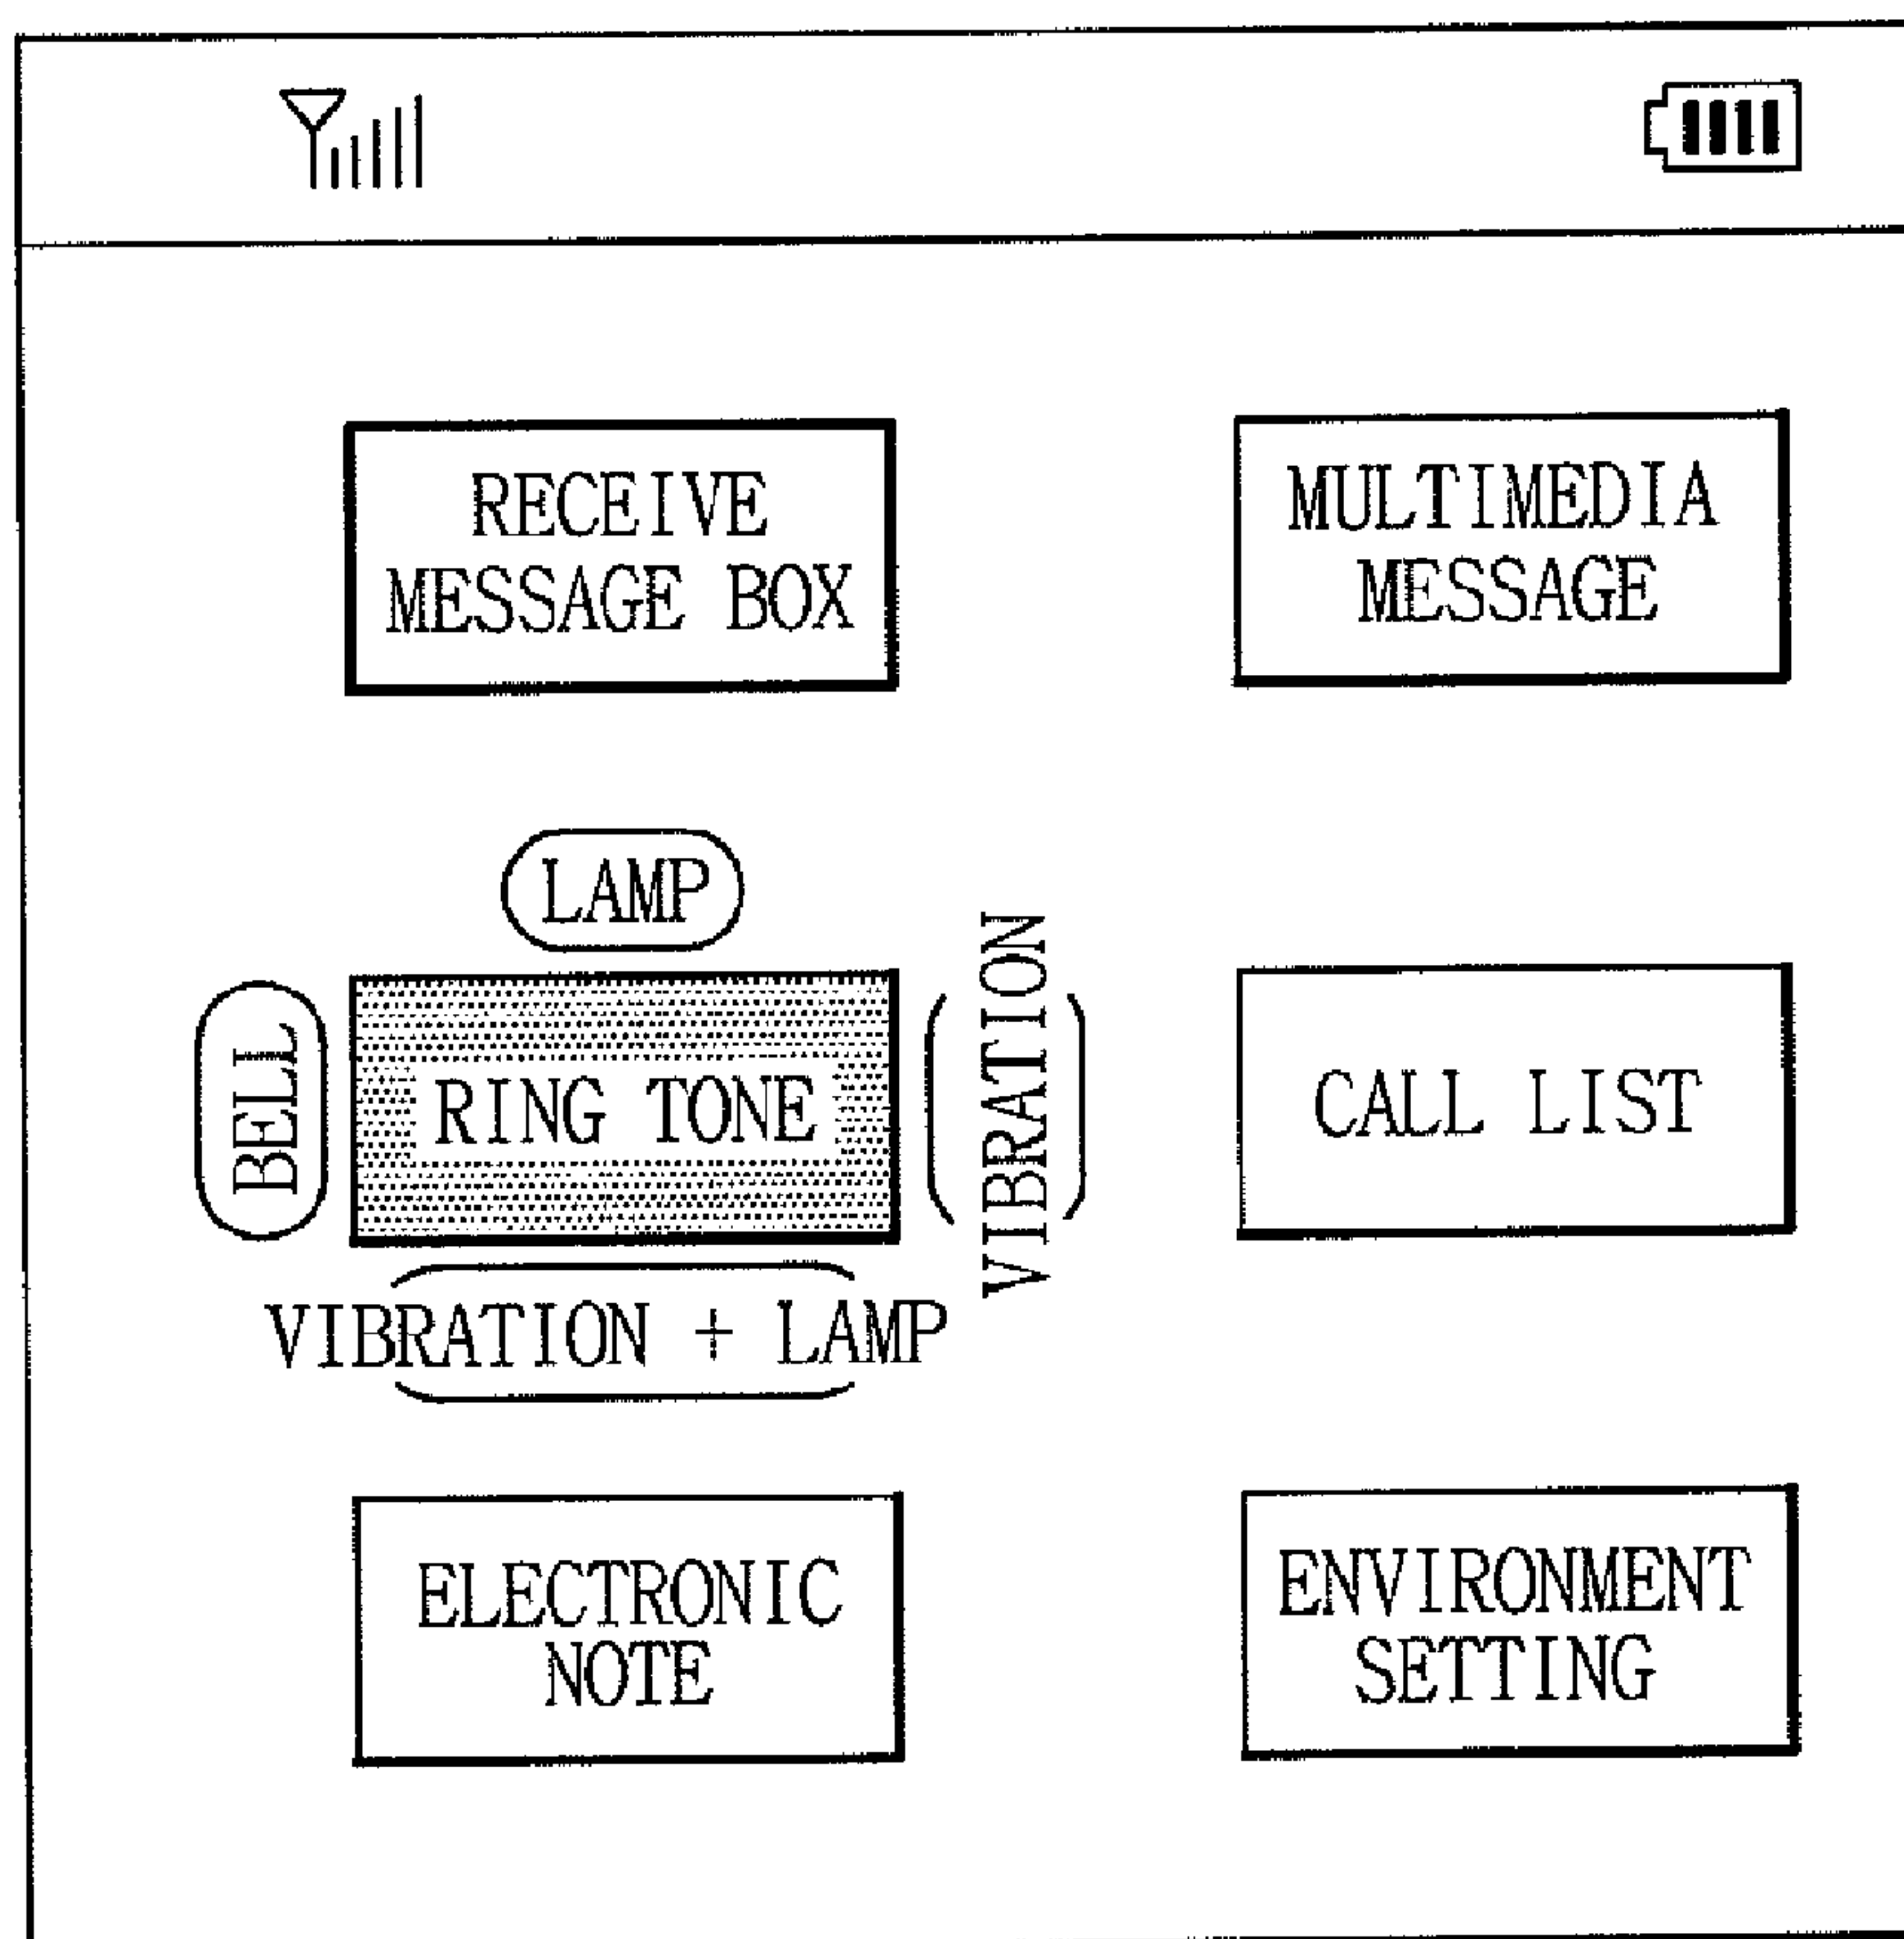 RECEIVE
MESSAGE BOX
MULTIMEDIA
MESSAGE
LAMP
BELL
RING TONE
VIBRATION
CALL LIST
VIBRATION + LAMP
ELECTRONIC
NOTE
ENVIRONMENT
SETTING